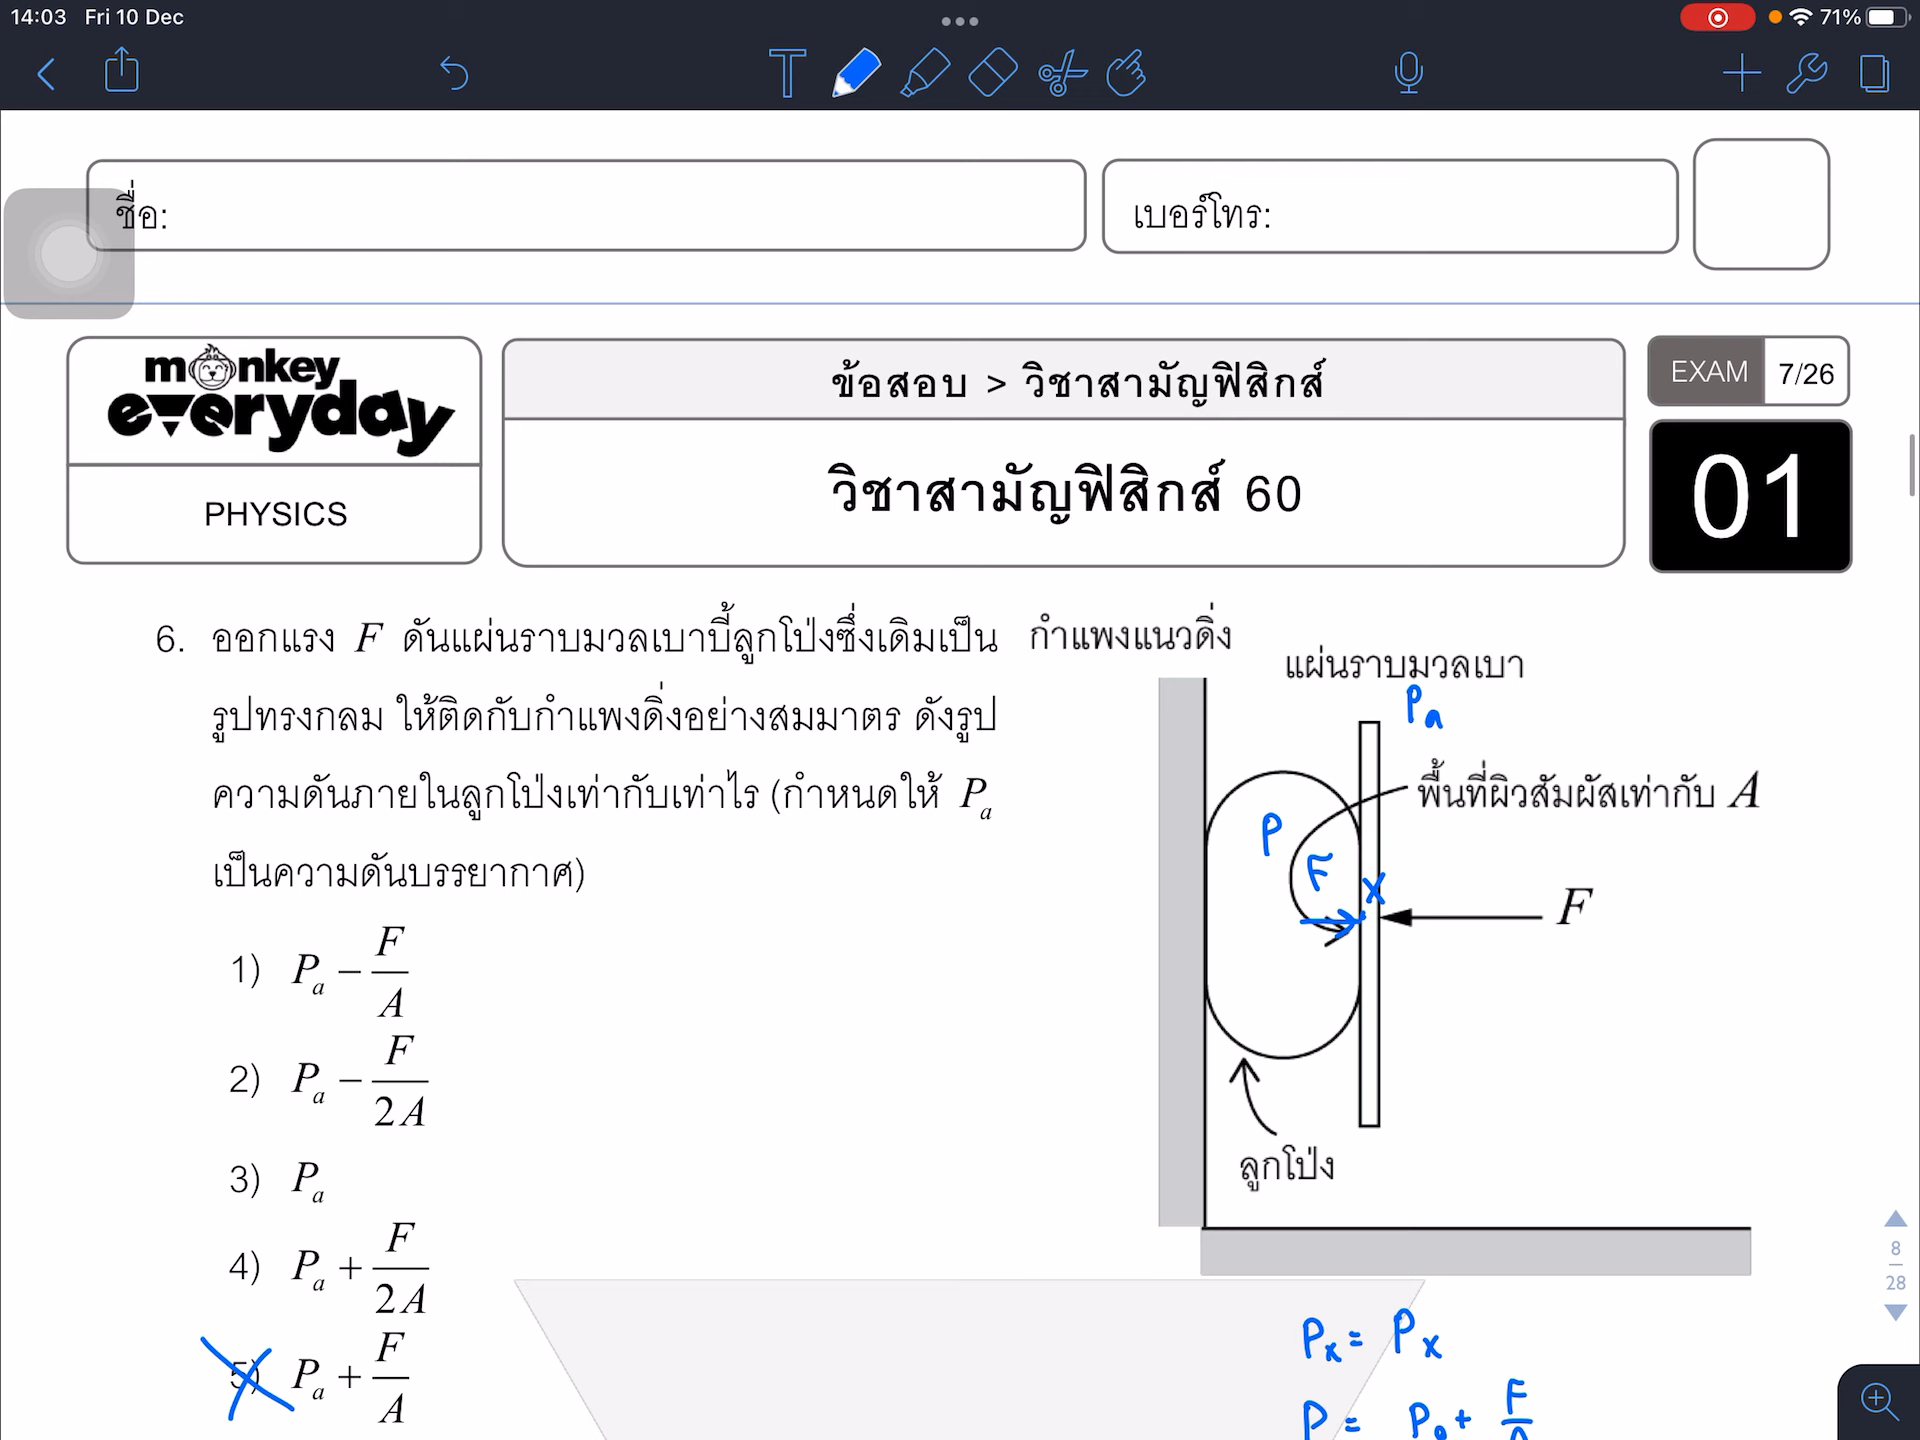 14:03 Fri 10 Dec
71%
ชื่อ:
เบอร์โทร:
monkey everyday
PHYSICS
ข้อสอบ > วิชาสามัญฟิสิกส์
วิชาสามัญฟิสิกส์ 60
EXAM 7/26
01
6. ออกแรง F ดันแผ่นราบมวลเบาบี้ลูกโป่งซึ่งเดิมเป็น
รูปทรงกลม ให้ติดกับกำแพงดิ่งอย่างสมมาตร ดังรูป
ความดันภายในลูกโป่งเท่ากับเท่าไร (กำหนดให้ Pa
เป็นความดันบรรยากาศ)
1) Pa − F/A
2) Pa − F/2A
3) Pa
4) Pa + F/2A
5) Pa + F/A
กำแพงแนวดิ่ง
แผ่นราบมวลเบา
Pa
พื้นที่ผิวสัมผัสเท่ากับ A
P
F
x
F
ลูกโป่ง
Px = Px
P = Pa + F/A
8
28